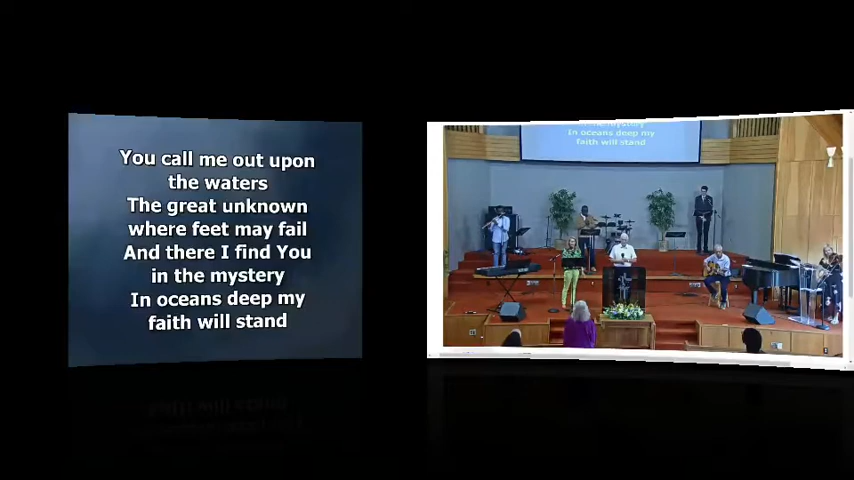 You call me out upon
the waters
The great unknown
where feet may fail
And there I find You
in the mystery
In oceans deep my
faith will stand
In oceans deep my
faith will stand